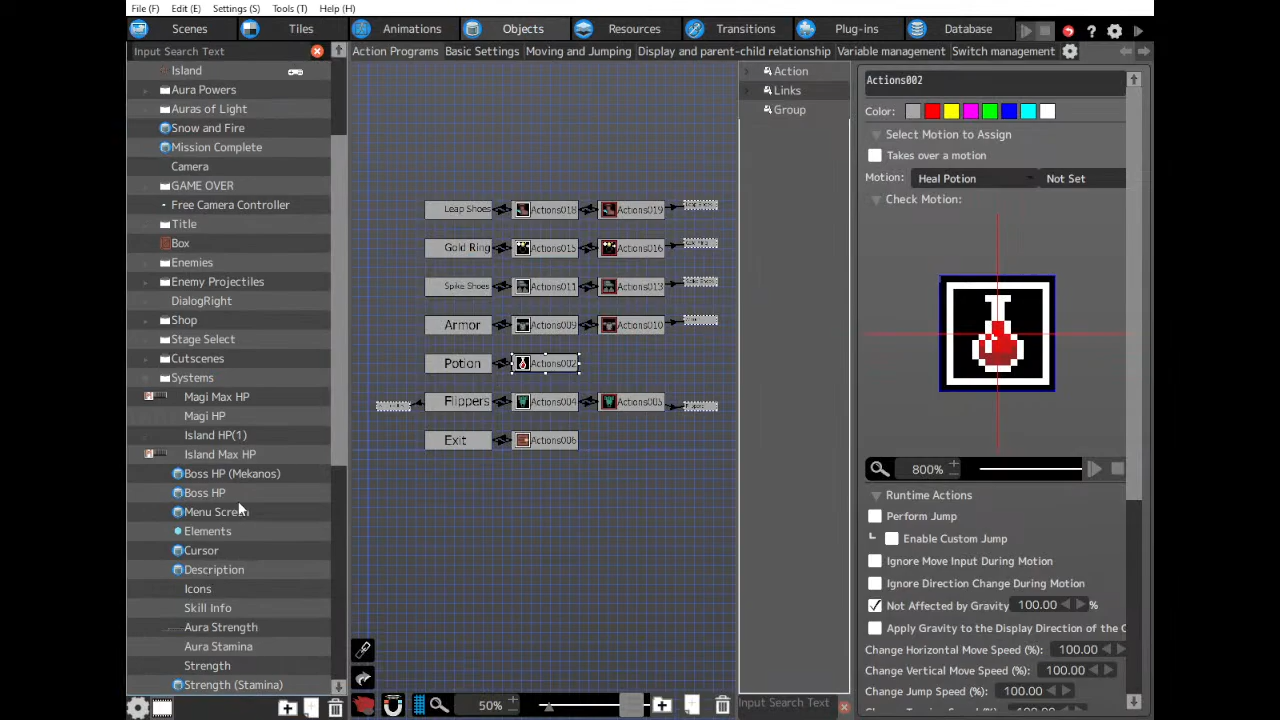 File (F) Edit (E) Settings (S) Tools (T) Help (H)
Scenes Tiles Animations Objects Resources Transitions Plug-ins Database
Input Search Text
Action Programs Basic Settings Moving and Jumping Display and parent-child relationship Variable management Switch management
Island
Aura Powers
Auras of Light
Snow and Fire
Mission Complete
Camera
GAME OVER
Free Camera Controller
Title
Box
Enemies
Enemy Projectiles
DialogRight
Shop
Stage Select
Cutscenes
Systems
Magi Max HP
Magi HP
Island HP(1)
Island Max HP
Boss HP (Mekanos)
Boss HP
Menu Screen
Elements
Cursor
Description
Icons
Skill Info
Aura Strength
Aura Stamina
Strength
Strength (Stamina)
Leap Shoes Actions018 Actions019
Gold Ring Actions015 Actions016
Spike Shoes Actions011 Actions013
Armor Actions009 Actions010
Potion Actions002
Flippers Actions004
Exit Actions006
50%
Action
Links
Group
Input Search Text
Actions002
Color:
Select Motion to Assign
Takes over a motion
Motion: Heal Potion Not Set
Check Motion:
800%
Runtime Actions
Perform Jump
Enable Custom Jump
Ignore Move Input During Motion
Ignore Direction Change During Motion
Not Affected by Gravity 100.00 %
Apply Gravity to the Display Direction of the
Change Horizontal Move Speed (%): 100.00
Change Vertical Move Speed (%): 100.00
Change Jump Speed (%): 100.00